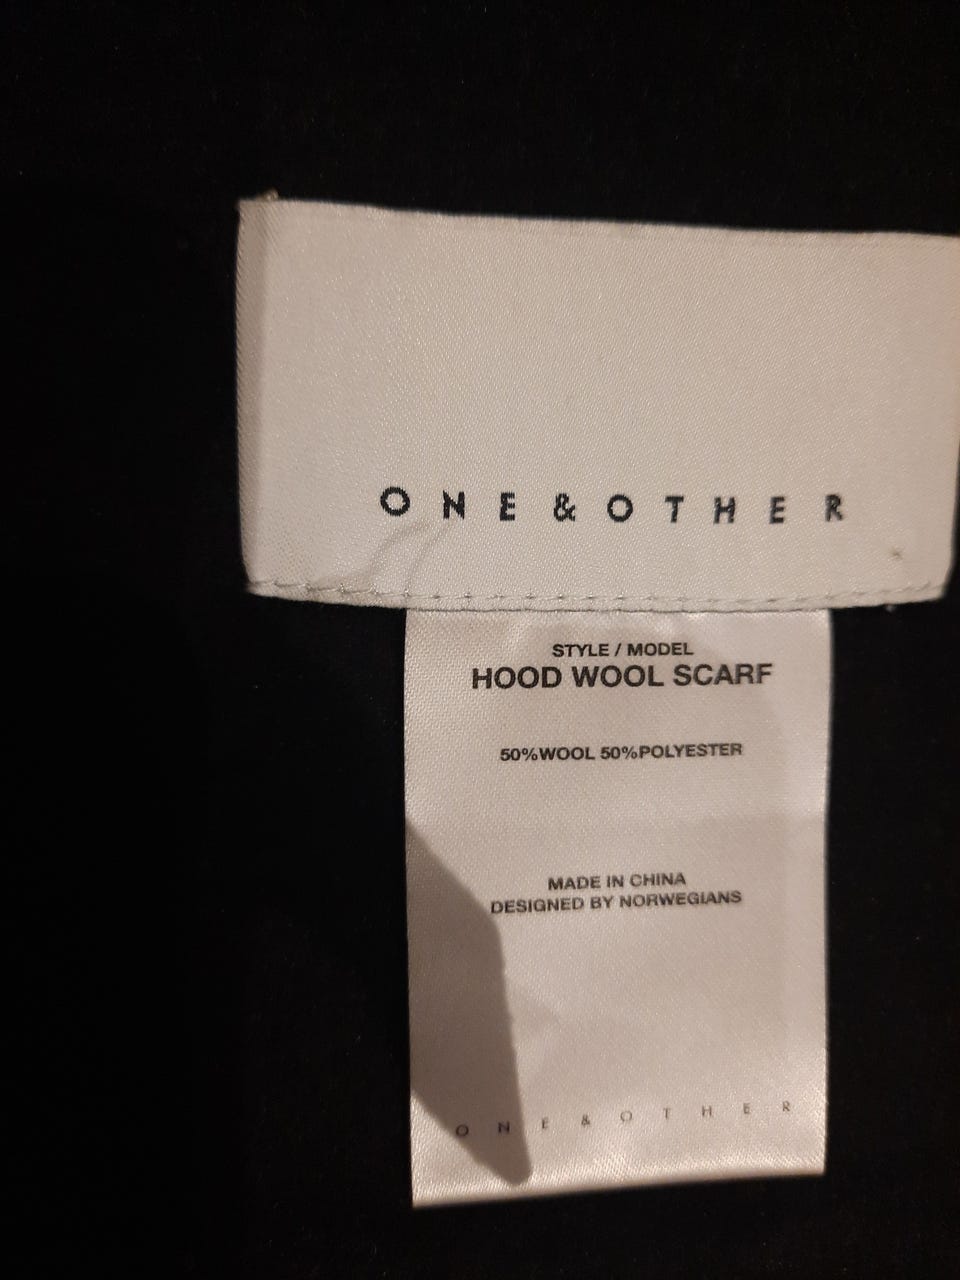 ONE&OTHER
STYLE / MODEL
HOOD WOOL SCARF
50%WOOL 50%POLYESTER
MADE IN CHINA
DESIGNED BY NORWEGIANS
ONE&OTHER